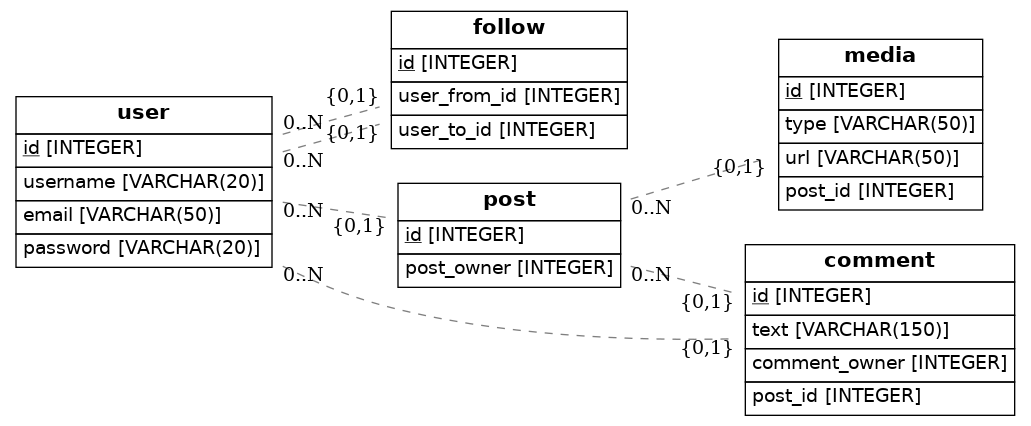 user
id [INTEGER]
username [VARCHAR(20)]
email [VARCHAR(50)]
password [VARCHAR(20)]
0..N
{0,1}
0..N
{0,1}
0..N
{0,1}
0..N
{0,1}
follow
id [INTEGER]
user_from_id [INTEGER]
user_to_id [INTEGER]
post
id [INTEGER]
post_owner [INTEGER]
0..N
{0,1}
0..N
{0,1}
media
id [INTEGER]
type [VARCHAR(50)]
url [VARCHAR(50)]
post_id [INTEGER]
comment
id [INTEGER]
text [VARCHAR(150)]
comment_owner [INTEGER]
post_id [INTEGER]